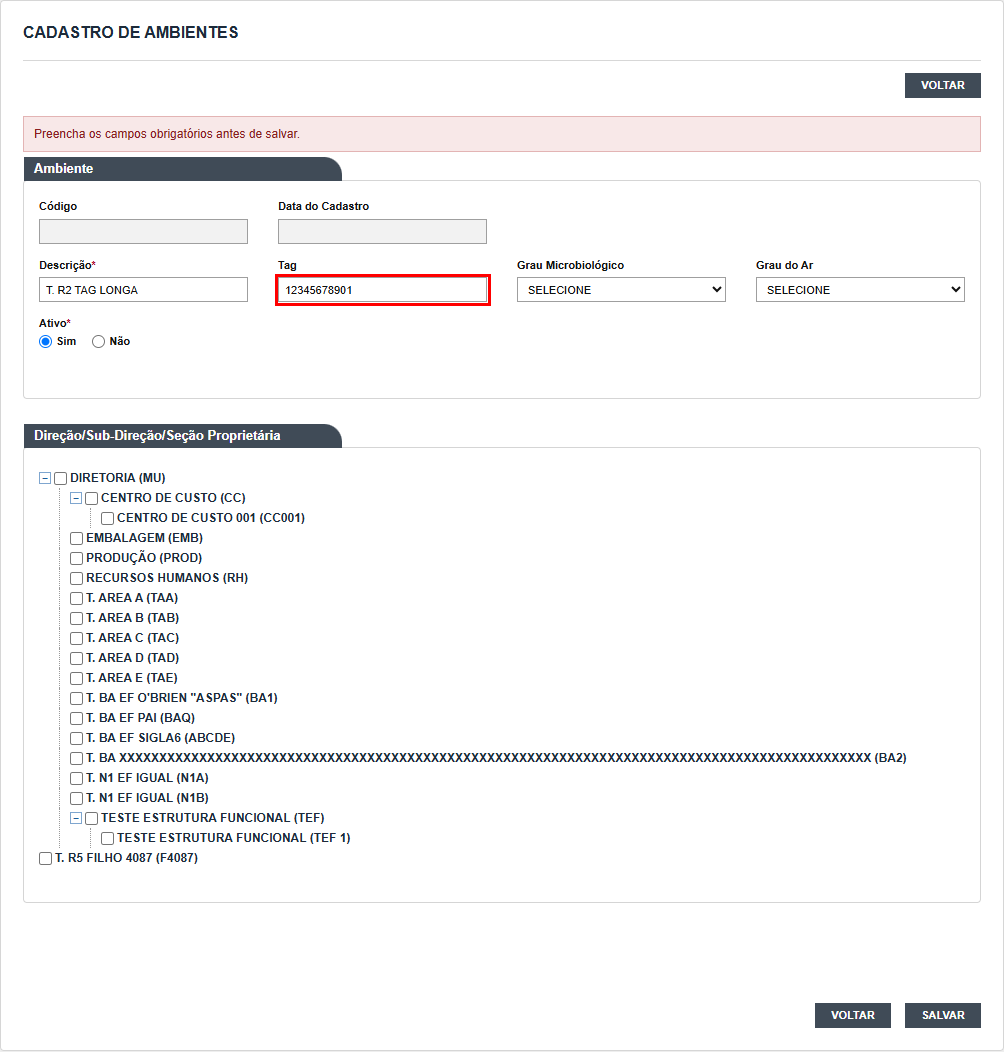 CADASTRO DE AMBIENTES
VOLTAR
Preencha os campos obrigatórios antes de salvar.
Ambiente
Código Data do Cadastro
Descrição* Tag Grau Microbiológico Grau do Ar
T. R2 TAG LONGA 12345678901 SELECIONE SELECIONE
Ativo*
Sim Não
Direção/Sub-Direção/Seção Proprietária
DIRETORIA (MU)
CENTRO DE CUSTO (CC)
CENTRO DE CUSTO 001 (CC001)
EMBALAGEM (EMB)
PRODUÇÃO (PROD)
RECURSOS HUMANOS (RH)
T. AREA A (TAA)
T. AREA B (TAB)
T. AREA C (TAC)
T. AREA D (TAD)
T. AREA E (TAE)
T. BA EF O'BRIEN "ASPAS" (BA1)
T. BA EF PAI (BAQ)
T. BA EF SIGLA6 (ABCDE)
T. BA XXXXXXXXXXXXXXXXXXXXXXXXXXXXXXXXXXXXXXXXXXXXXXXXXXXXXXXXXXXXXXXXXXXXXXXXXXXXXXXXXXXXXXXXXXXXXX (BA2)
T. N1 EF IGUAL (N1A)
T. N1 EF IGUAL (N1B)
TESTE ESTRUTURA FUNCIONAL (TEF)
TESTE ESTRUTURA FUNCIONAL (TEF 1)
T. R5 FILHO 4087 (F4087)
VOLTAR SALVAR